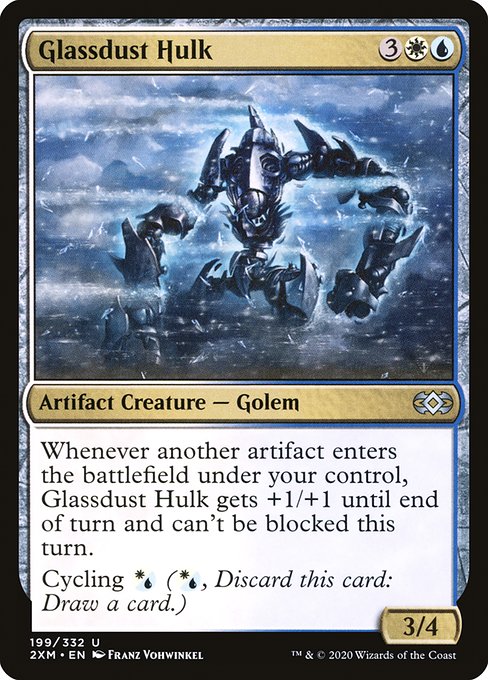 Glassdust Hulk 3
Artifact Creature — Golem
Whenever another artifact enters
the battlefield under your control,
Glassdust Hulk gets +1/+1 until end
of turn and can't be blocked this
turn.
Cycling (, Discard this card:
Draw a card.)
3/4
199/332 U
2XM • EN Franz Vohwinkel
™ & © 2020 Wizards of the Coast